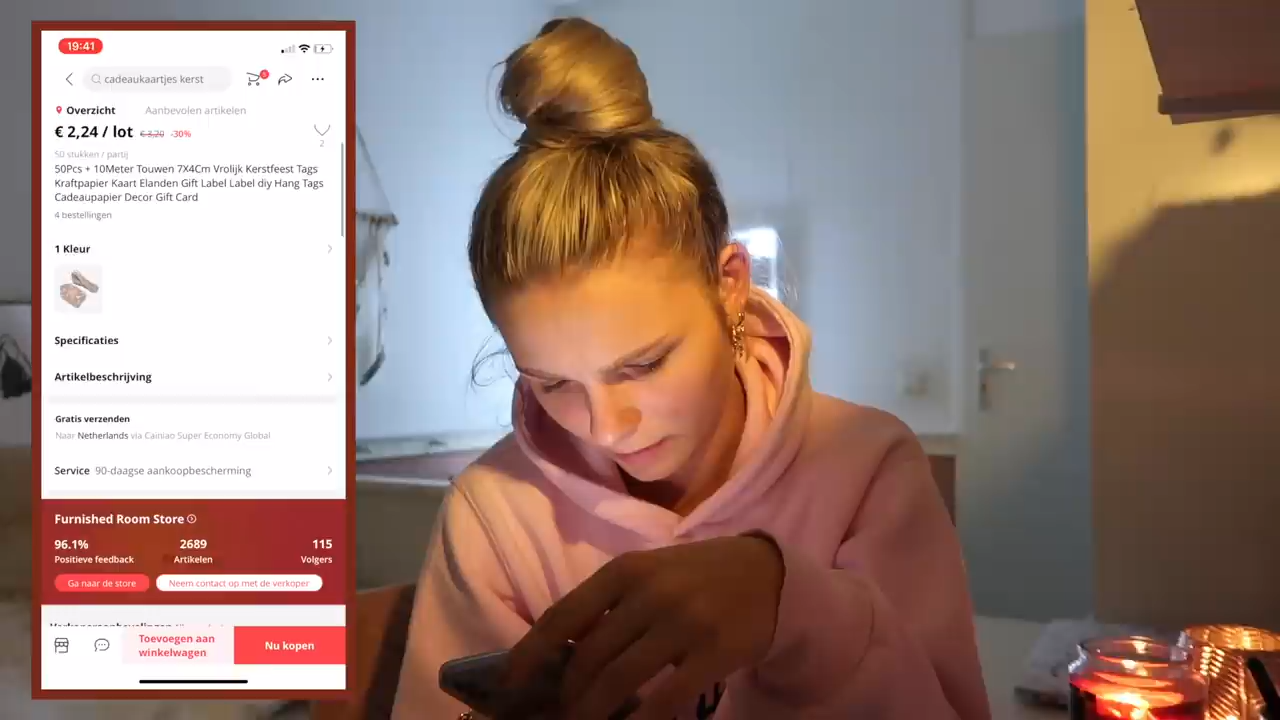 19:41
cadeaukaartjes kerst
5
Overzicht
Aanbevolen artikelen
€ 2,24 / lot € 3,20 -30%
2
50 stukken / partij
50Pcs + 10Meter Touwen 7X4Cm Vrolijk Kerstfeest Tags
Kraftpapier Kaart Elanden Gift Label Label diy Hang Tags
Cadeaupapier Decor Gift Card
4 bestellingen
1 Kleur
Specificaties
Artikelbeschrijving
Gratis verzenden
Naar Netherlands via Cainiao Super Economy Global
Service 90-daagse aankoopbescherming
Furnished Room Store
96.1% 2689 115
Positieve feedback Artikelen Volgers
Ga naar de store
Neem contact op met de verkoper
Toevoegen aan
winkelwagen
Nu kopen